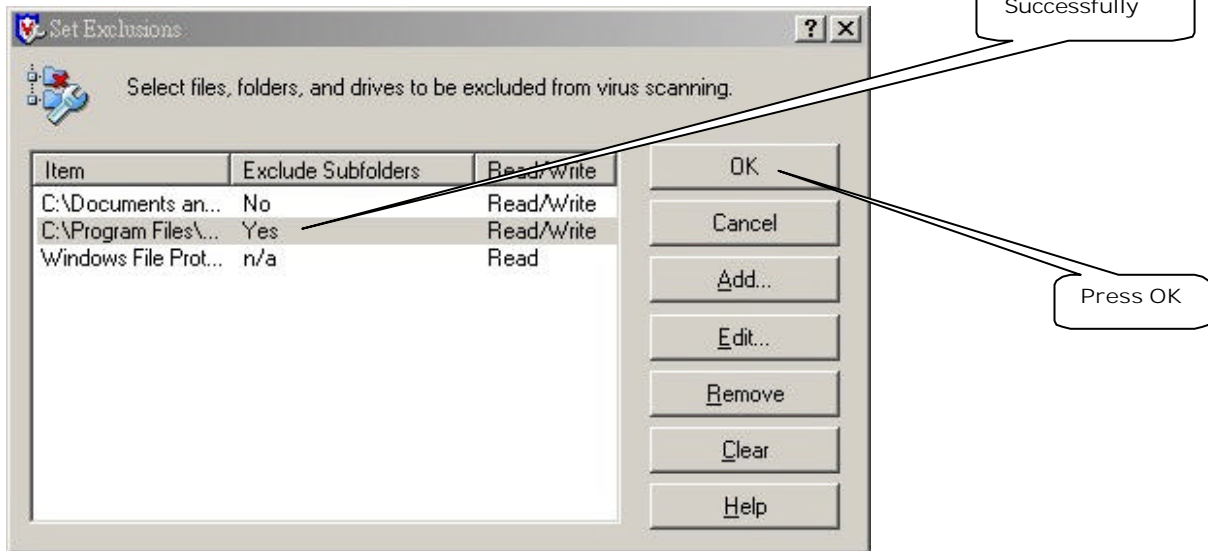 Successfully
Set Exclusions
Select files, folders, and drives to be excluded from virus scanning.
Item Exclude Subfolders Read/Write
C:\Documents an... No Read/Write
C:\Program Files\... Yes Read/Write
Windows File Prot... n/a Read
OK
Cancel
Add...
Edit...
Remove
Clear
Help
Press OK